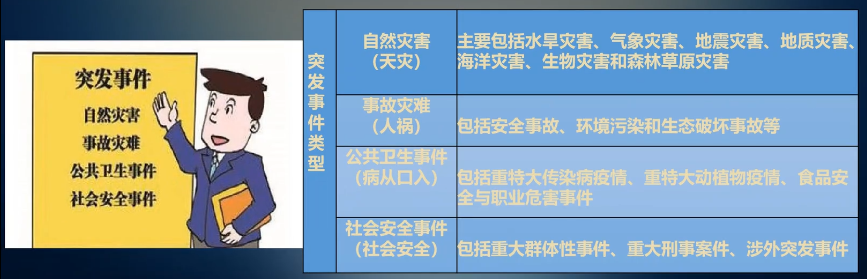 突发事件
自然灾害
事故灾难
公共卫生事件
社会安全事件
突发事件类型
自然灾害
（天灾）
主要包括水旱灾害、气象灾害、地震灾害、地质灾害、
海洋灾害、生物灾害和森林草原灾害
事故灾难
（人祸）
包括安全事故、环境污染和生态破坏事故等
公共卫生事件
（病从口入）
包括重特大传染病疫情、重特大动植物疫情、食品安
全与职业危害事件
社会安全事件
（社会安全）
包括重大群体性事件、重大刑事案件、涉外突发事件